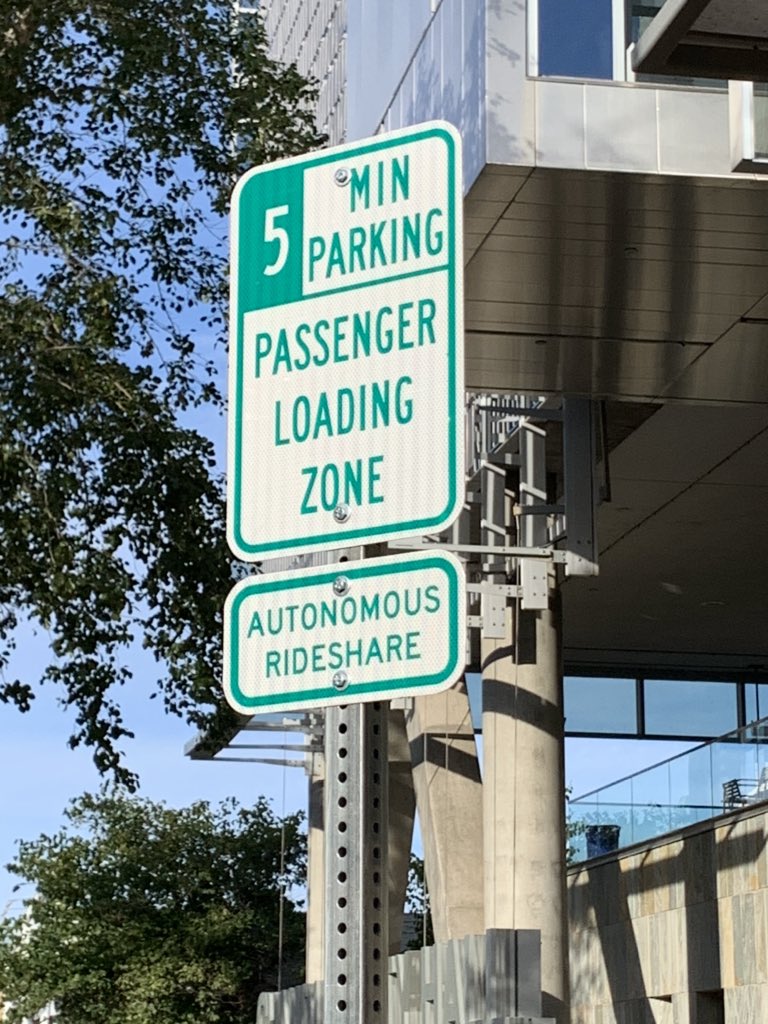 5 MIN
PARKING
PASSENGER
LOADING
ZONE
AUTONOMOUS
RIDESHARE